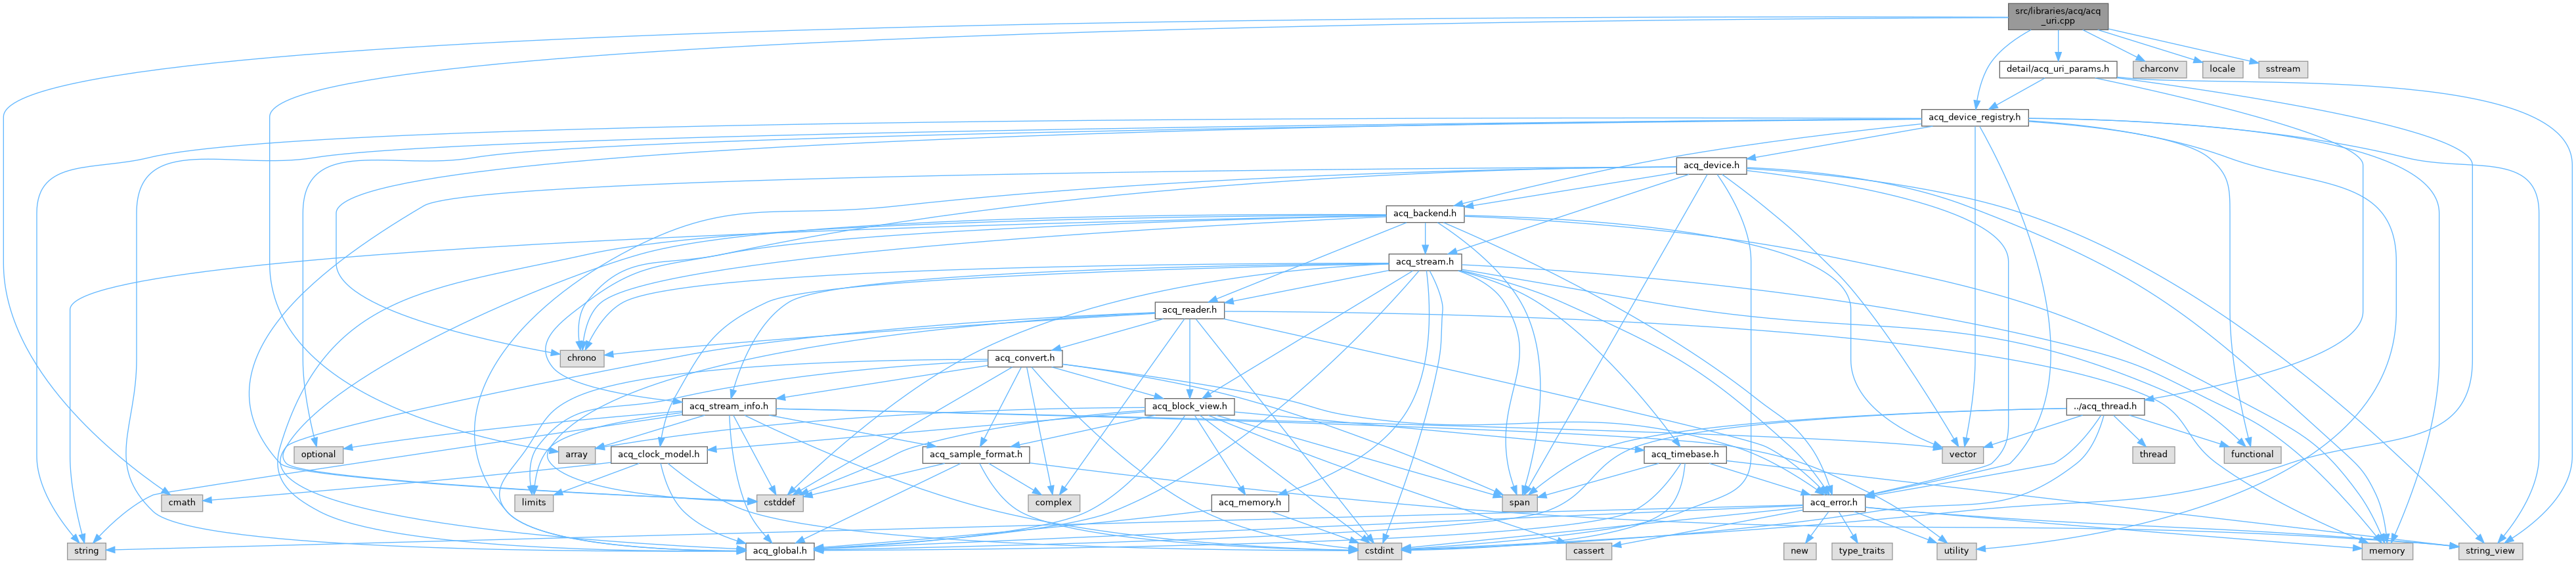 src/libraries/acq/acq
_uri.cpp
detail/acq_uri_params.h
charconv
locale
sstream
acq_device_registry.h
acq_device.h
acq_backend.h
acq_stream.h
acq_reader.h
chrono
acq_convert.h
acq_stream_info.h
acq_block_view.h
../acq_thread.h
optional
array
acq_clock_model.h
acq_sample_format.h
acq_timebase.h
vector
thread
functional
cmath
limits
cstddef
complex
acq_memory.h
span
acq_error.h
string
acq_global.h
cstdint
cassert
new
type_traits
utility
memory
string_view